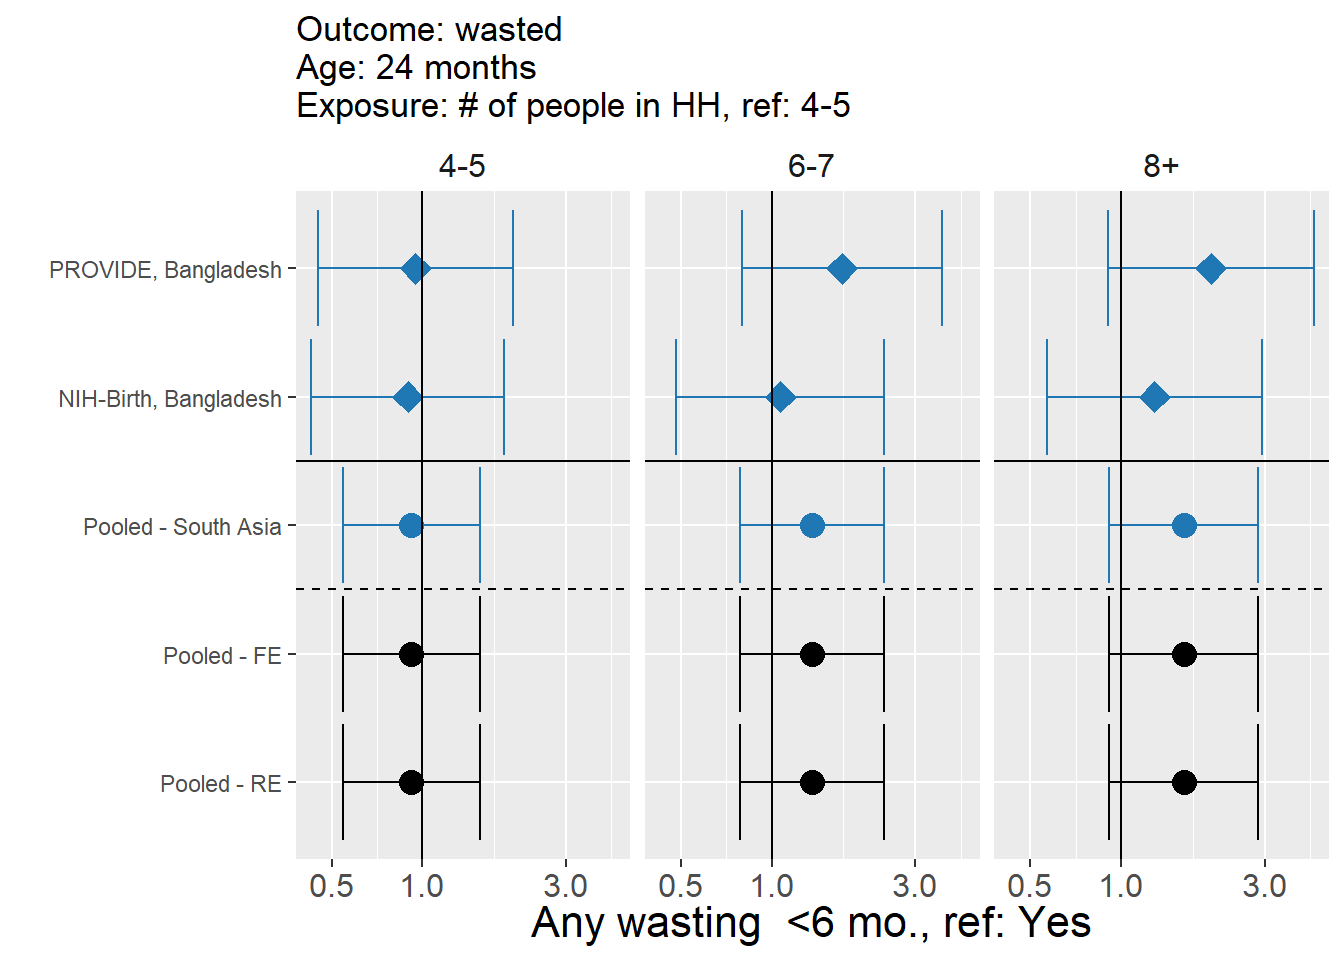 Outcome: wasted
Age: 24 months
Exposure: # of people in HH, ref: 4-5
4-5 6-7 8+
PROVIDE, Bangladesh
NIH-Birth, Bangladesh
Pooled - South Asia
Pooled - FE
Pooled - RE
0.5 1.0 3.0 0.5 1.0 3.0 0.5 1.0 3.0
Any wasting  <6 mo., ref: Yes